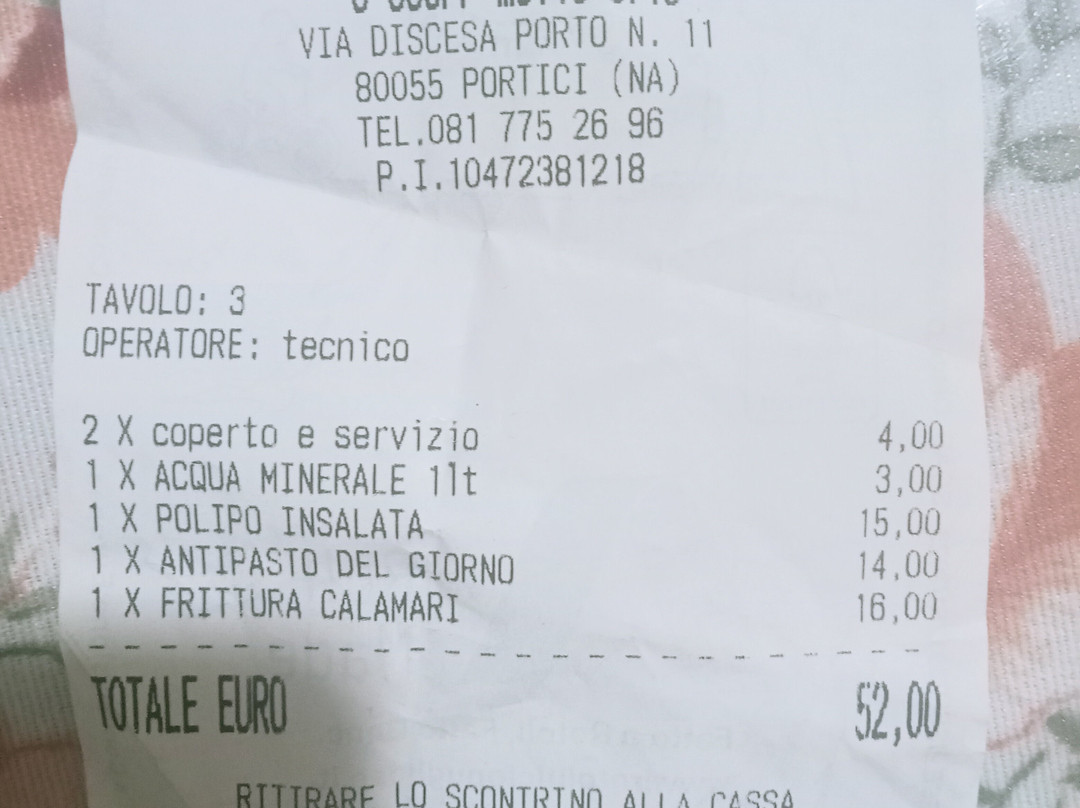 VIA DISCESA PORTO N. 11
80055 PORTICI (NA)
TEL.081 775 26 96
P.I.10472381218
TAVOLO: 3
OPERATORE: tecnico
2 X coperto e servizio 4,00
1 X ACQUA MINERALE 1lt 3,00
1 X POLIPO INSALATA 15,00
1 X ANTIPASTO DEL GIORNO 14,00
1 X FRITTURA CALAMARI 16,00
TOTALE EURO 52,00
RITIRARE LO SCONTRINO ALLA CASSA